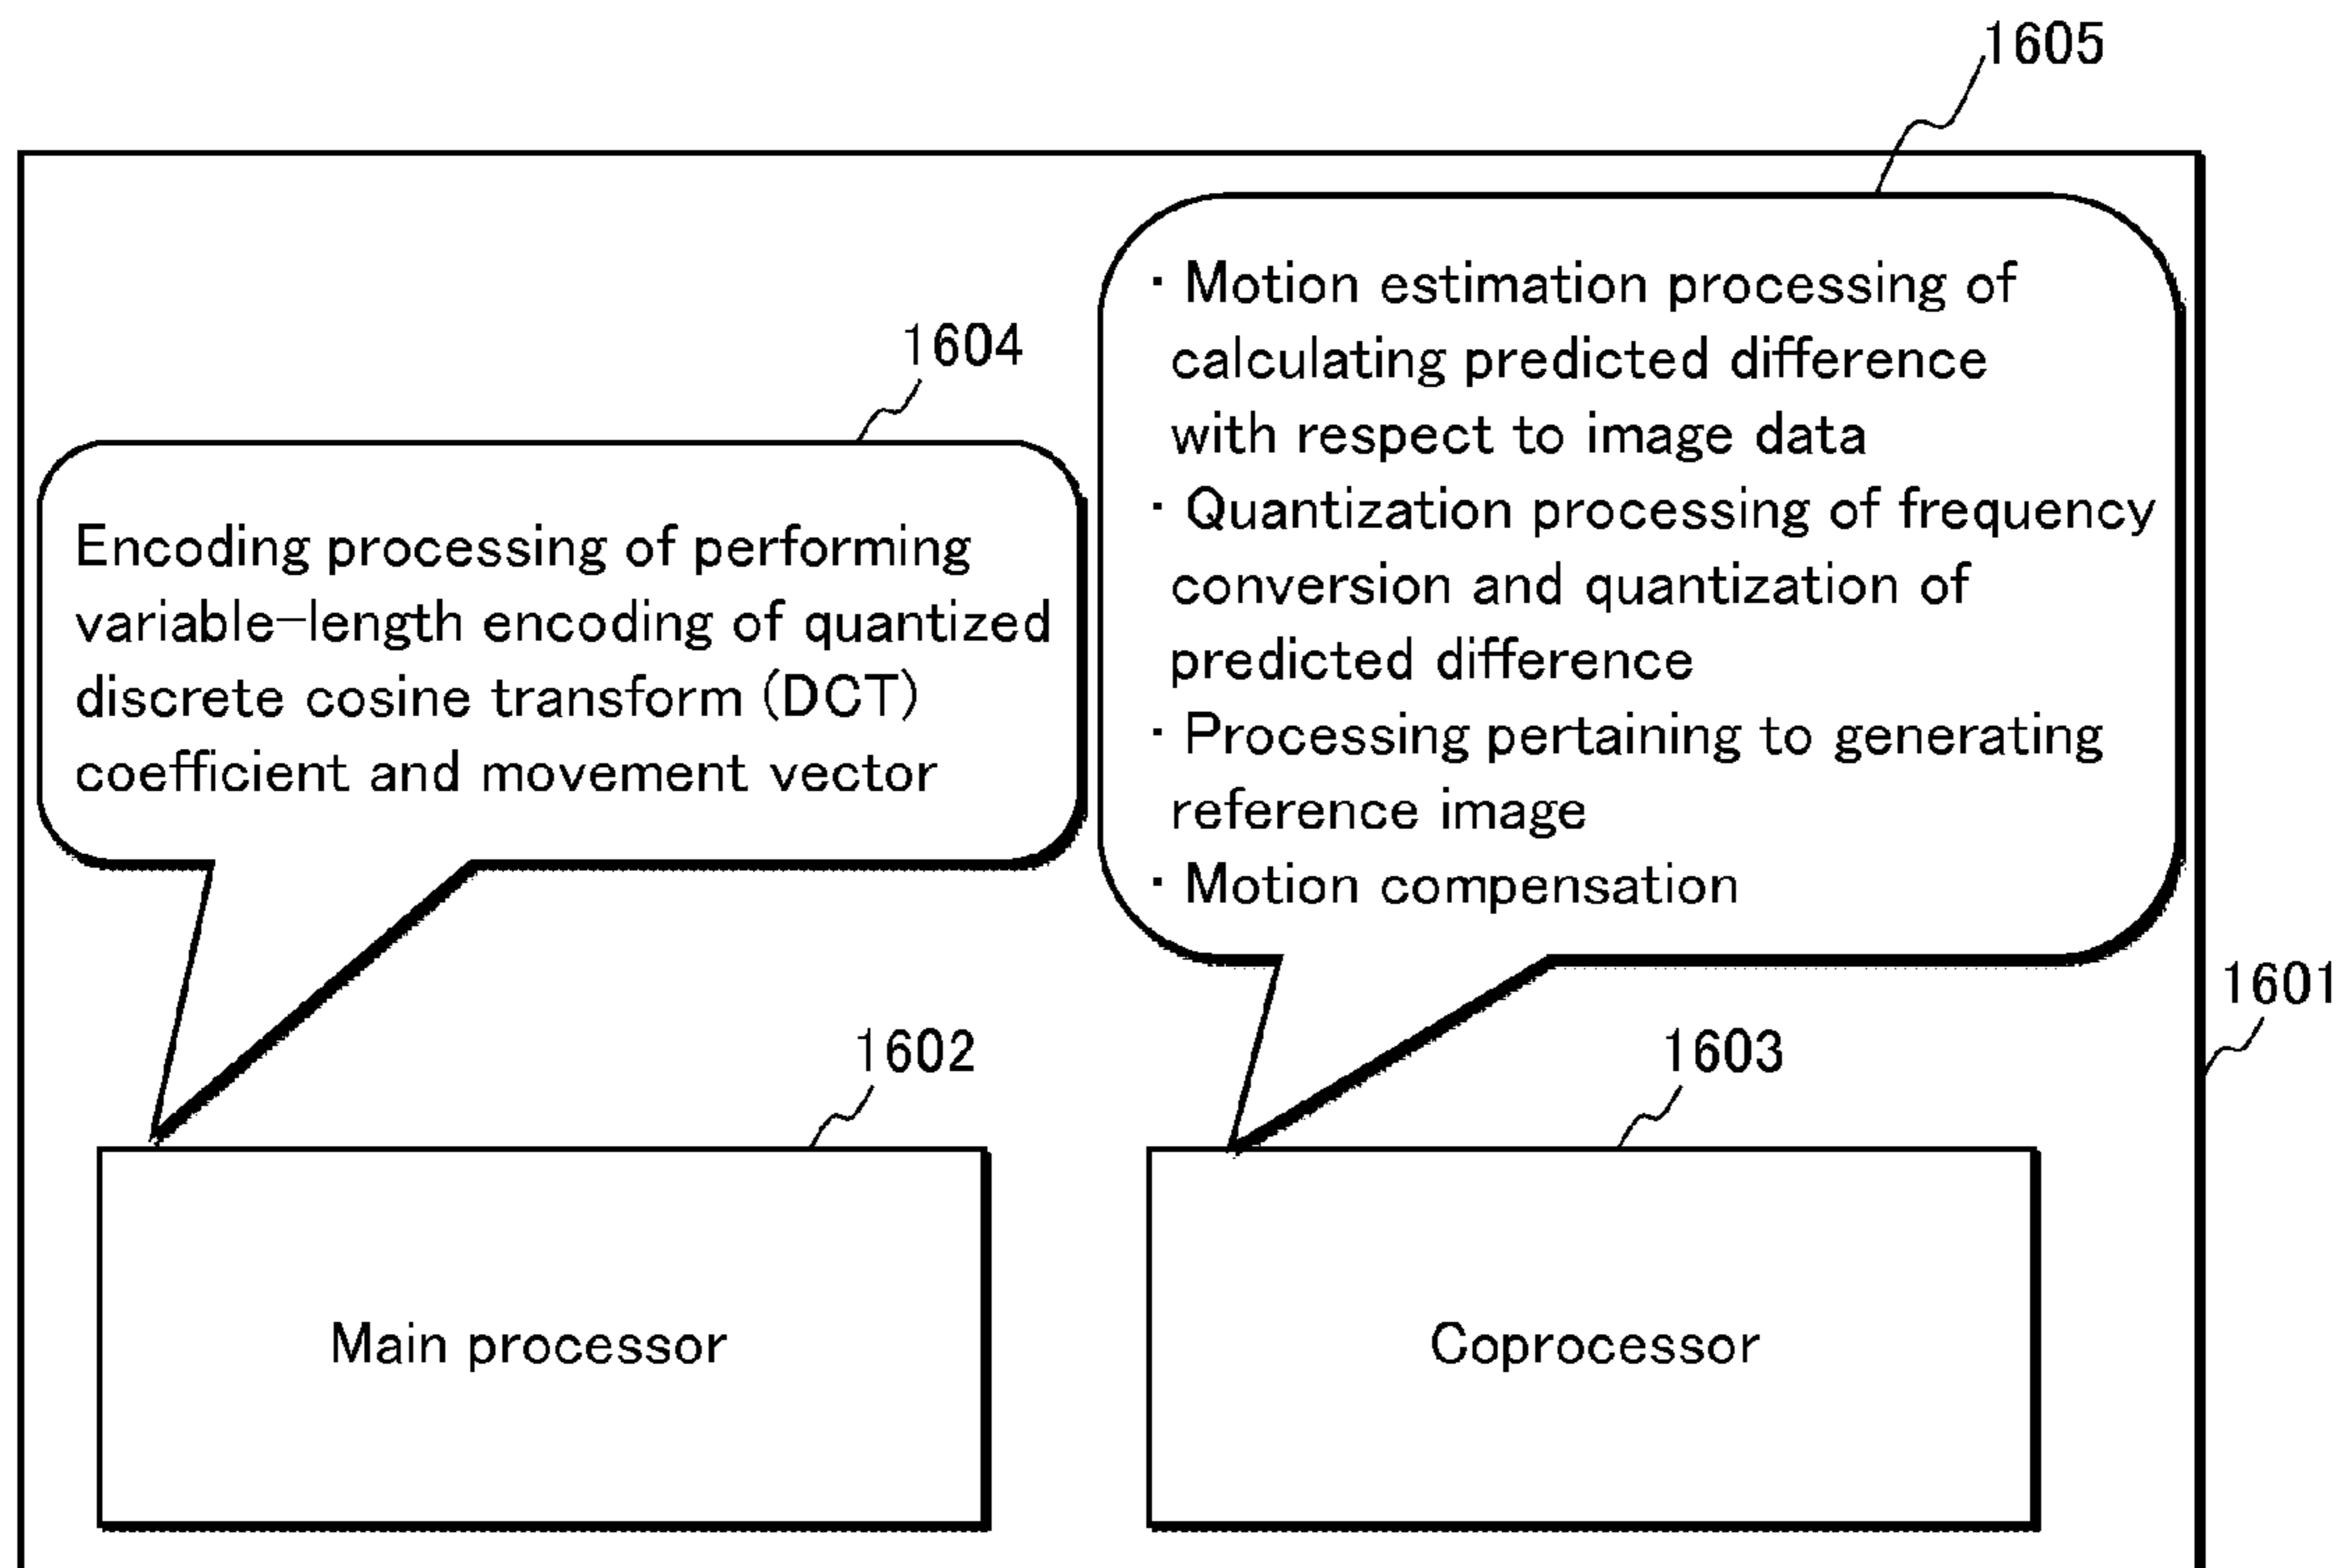 1605
· Motion estimation processing of
calculating predicted difference
with respect to image data
· Quantization processing of frequency
conversion and quantization of
predicted difference
· Processing pertaining to generating
reference image
· Motion compensation
1604
Encoding processing of performing
variable-length encoding of quantized
discrete cosine transform (DCT)
coefficient and movement vector
1601
1602
1603
Main processor
Coprocessor